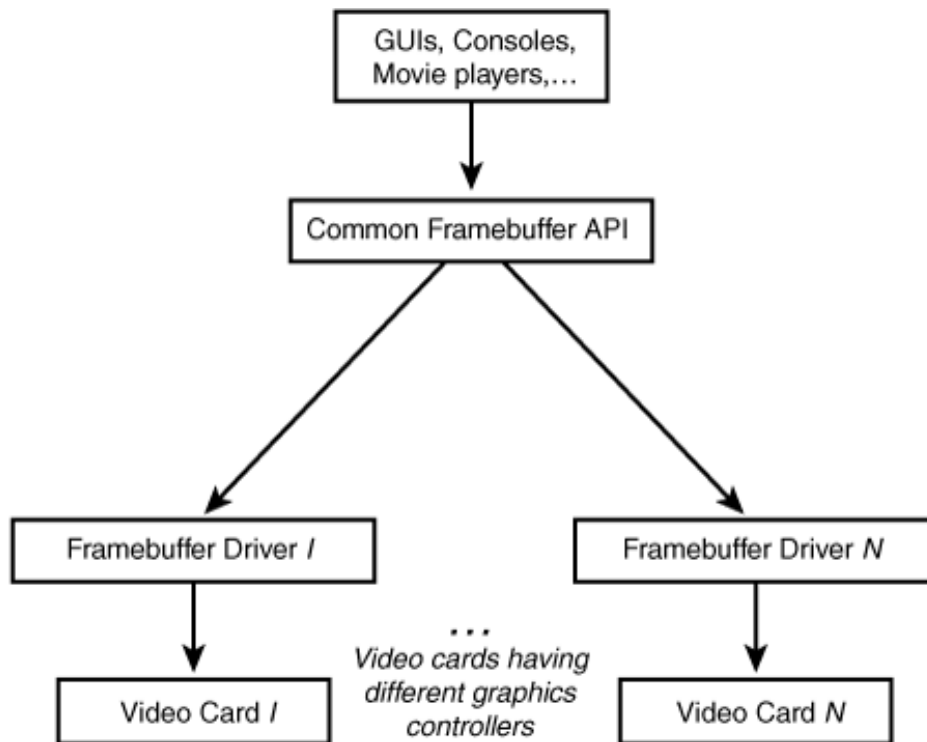 GUIs, Consoles,
Movie players,...
Common Framebuffer API
Framebuffer Driver I
Framebuffer Driver N
...
Video cards having
different graphics
controllers
Video Card I
Video Card N